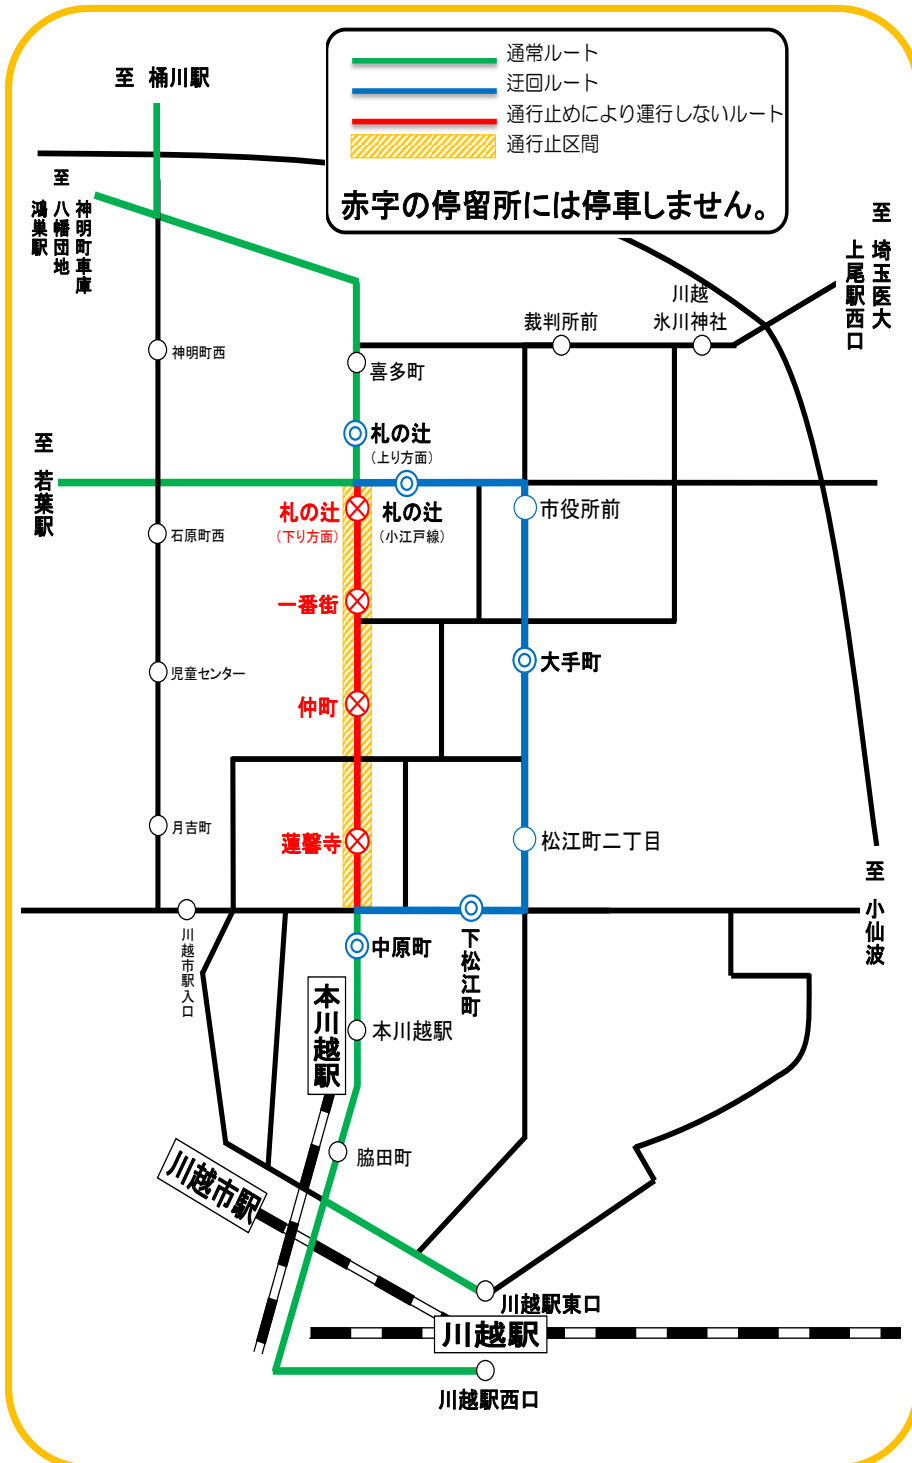 通常ルート
迂回ルート
通行止めにより運行しないルート
通行止区間
赤字の停留所には停車しません。
至 桶川駅
至 神明町車庫
八幡団地
鴻巣駅
至 埼玉医大
上尾駅西口
川越
氷川神社
裁判所前
神明町西
喜多町
札の辻
(上り方面)
至 若葉駅
札の辻
(下り方面)
札の辻
(小江戸線)
市役所前
石原町西
一番街
大手町
児童センター
仲町
月吉町
蓮馨寺
松江町二丁目
至 小仙波
川越市駅入口
中原町
下松江町
本川越駅
本川越駅
脇田町
川越市駅
川越駅東口
川越駅
川越駅西口